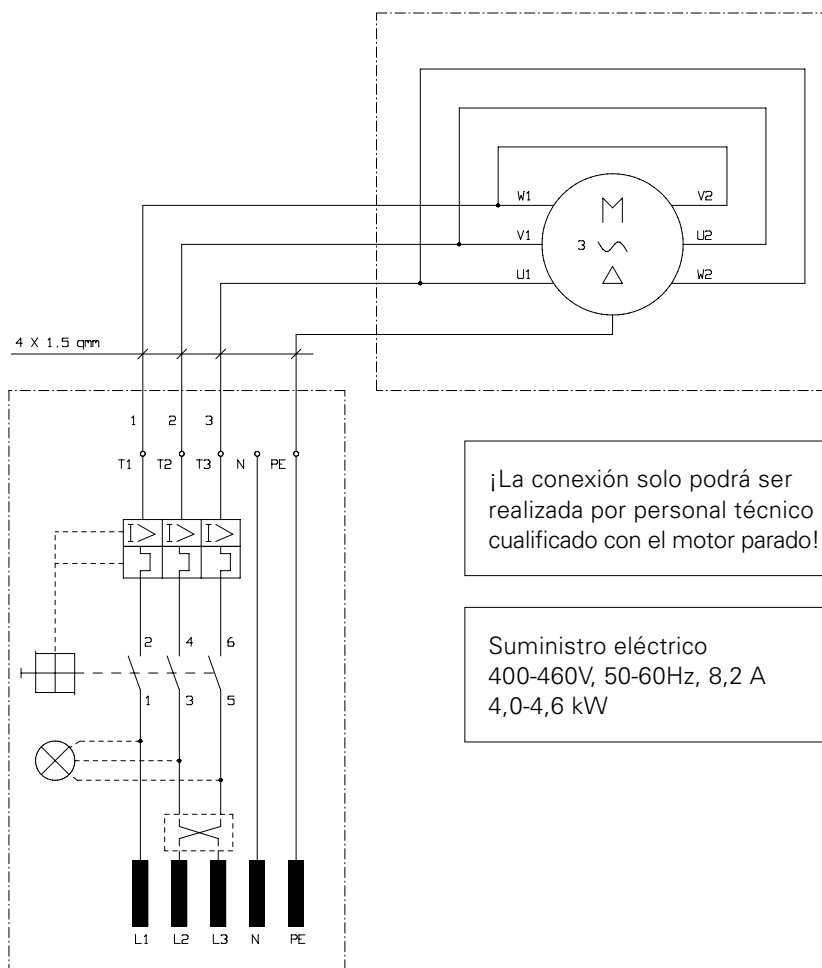 W1 V2
M
V1 3 U2
U1 W2
4 X 1.5 qmm
1 2 3
T1 T2 T3 N PE
¡La conexión solo podrá ser
realizada por personal técnico
cualificado con el motor parado!
I> I> I>
2 4 6
1 3 5
Suministro eléctrico
400-460V, 50-60Hz, 8,2 A
4,0-4,6 kW
L1 L2 L3 N PE